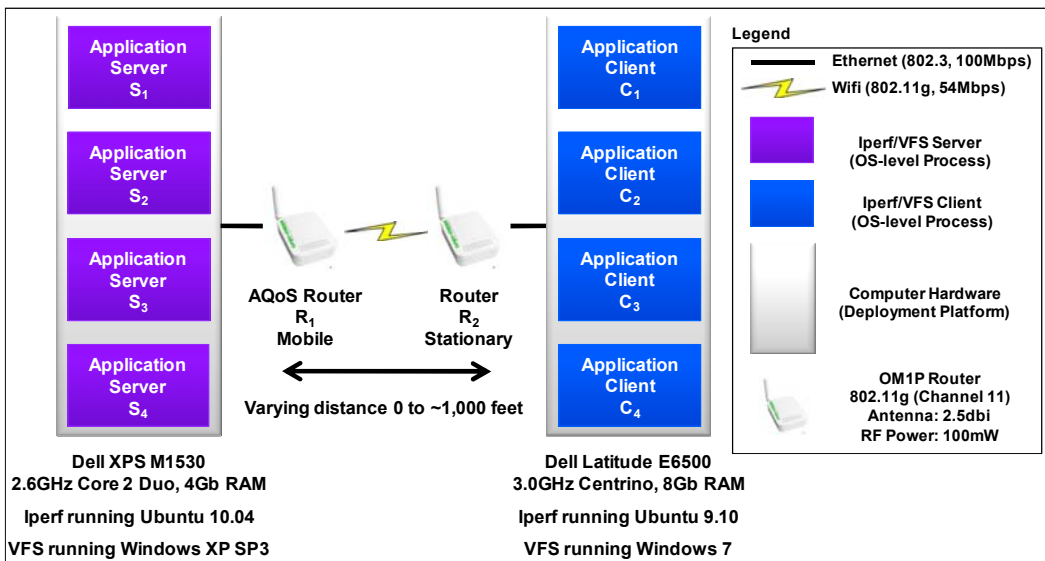 Application
Server
S1
Application
Server
S2
Application
Server
S3
Application
Server
S4
AQoS Router
R1
Mobile
Router
R2
Stationary
Varying distance 0 to ~1,000 feet
Application
Client
C1
Application
Client
C2
Application
Client
C3
Application
Client
C4
Dell XPS M1530
2.6GHz Core 2 Duo, 4Gb RAM
Iperf running Ubuntu 10.04
VFS running Windows XP SP3
Dell Latitude E6500
3.0GHz Centrino, 8Gb RAM
Iperf running Ubuntu 9.10
VFS running Windows 7
Legend
Ethernet (802.3, 100Mbps)
Wifi (802.11g, 54Mbps)
Iperf/VFS Server
(OS-level Process)
Iperf/VFS Client
(OS-level Process)
Computer Hardware
(Deployment Platform)
OM1P Router
802.11g (Channel 11)
Antenna: 2.5dbi
RF Power: 100mW